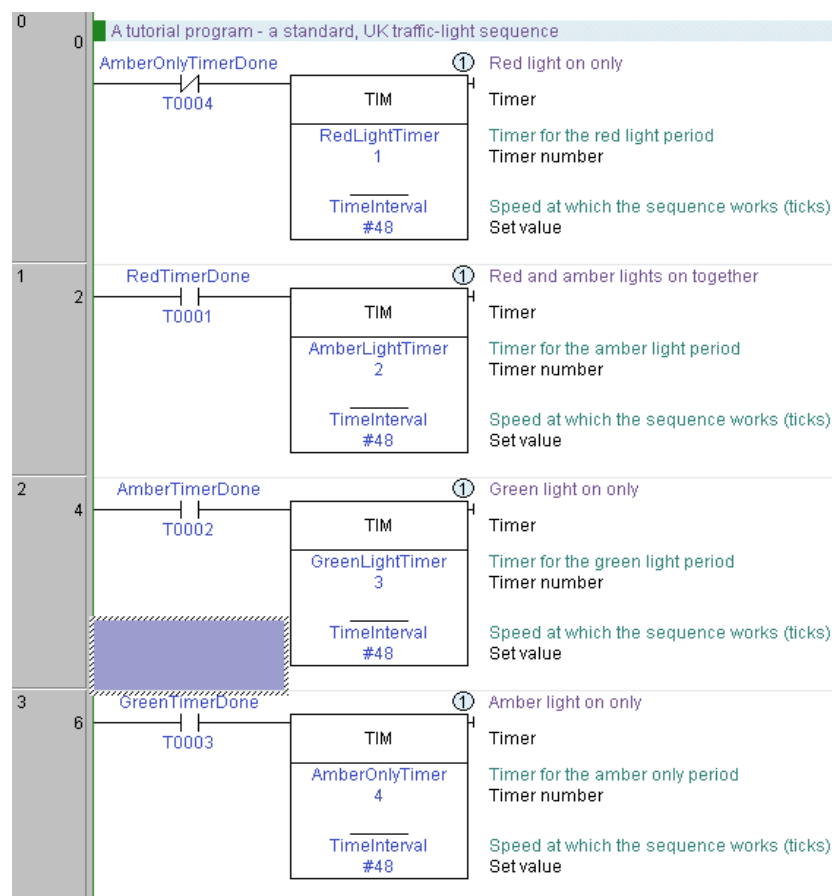 0
0
A tutorial program - a standard, UK traffic-light sequence
AmberOnlyTimerDone
1
Red light on only
T0004
TIM
Timer
RedLightTimer
Timer for the red light period
1
Timer number
TimeInterval
Speed at which the sequence works (ticks)
#48
Set value
1
2
RedTimerDone
1
Red and amber lights on together
T0001
TIM
Timer
AmberLightTimer
Timer for the amber light period
2
Timer number
TimeInterval
Speed at which the sequence works (ticks)
#48
Set value
2
4
AmberTimerDone
1
Green light on only
T0002
TIM
Timer
GreenLightTimer
Timer for the green light period
3
Timer number
TimeInterval
Speed at which the sequence works (ticks)
#48
Set value
3
6
GreenTimerDone
1
Amber light on only
T0003
TIM
Timer
AmberOnlyTimer
Timer for the amber only period
4
Timer number
TimeInterval
Speed at which the sequence works (ticks)
#48
Set value